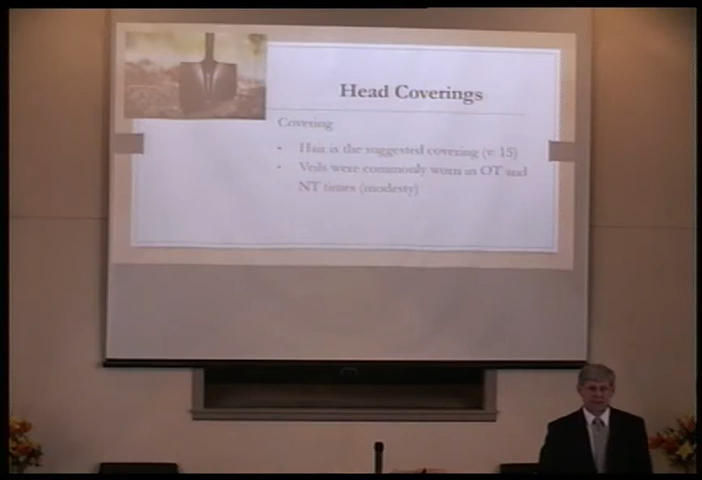 Head Coverings
Covering
• Hair is the suggested covering (v. 15)
• Veils were commonly worn in OT and
NT times (modesty)